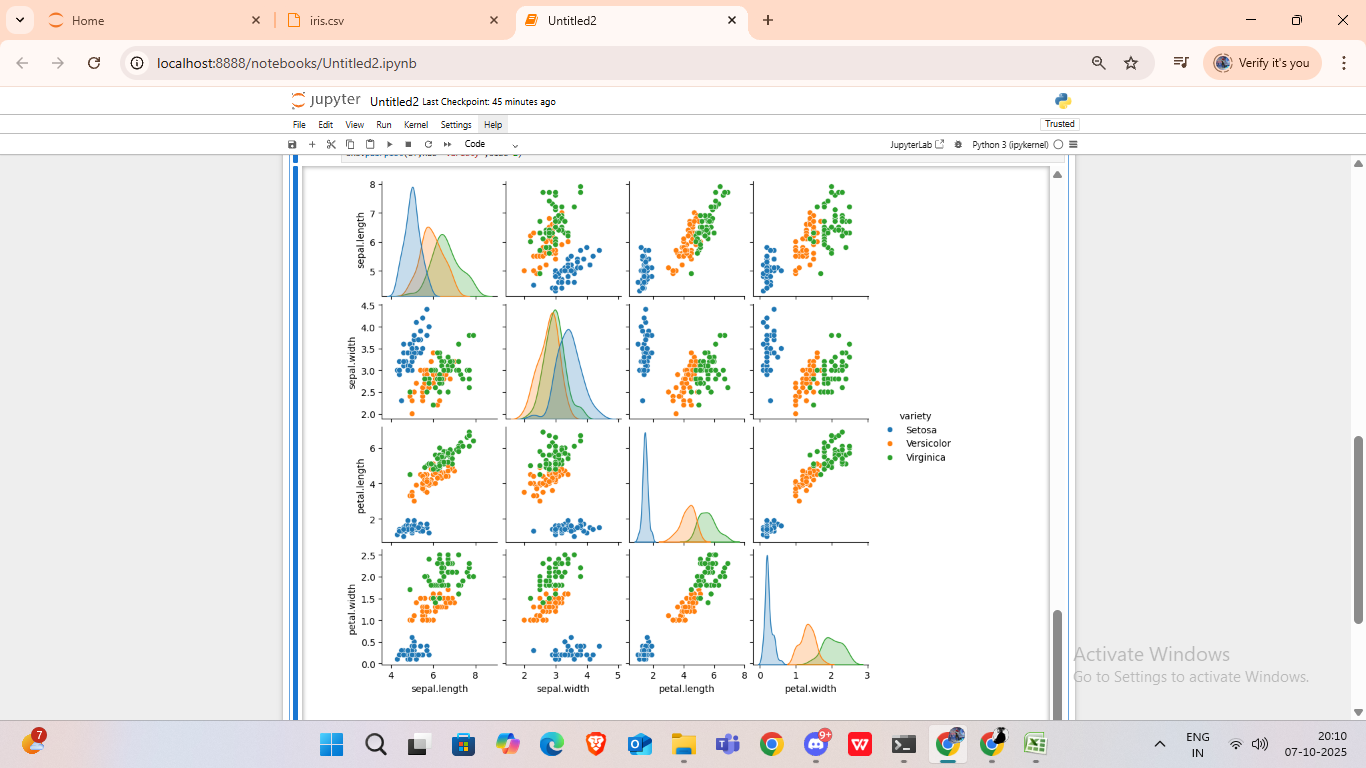 Home
iris.csv
Untitled2
localhost:8888/notebooks/Untitled2.ipynb
Verify it's you
jupyter Untitled2 Last Checkpoint: 45 minutes ago
File Edit View Run Kernel Settings Help
Trusted
Code
JupyterLab
Python 3 (ipykernel)
8
7
6
5
sepal.length
4.5
4.0
3.5
3.0
2.5
2.0
sepal.width
6
4
2
petal.length
2.5
2.0
1.5
1.0
0.5
0.0
petal.width
4 6 8
2 3 4 5
2 4 6 8
0 1 2 3
sepal.length
sepal.width
petal.length
petal.width
variety
Setosa
Versicolor
Virginica
Activate Windows
Go to Settings to activate Windows.
7
9+
W
ENG
IN
20:10
07-10-2025